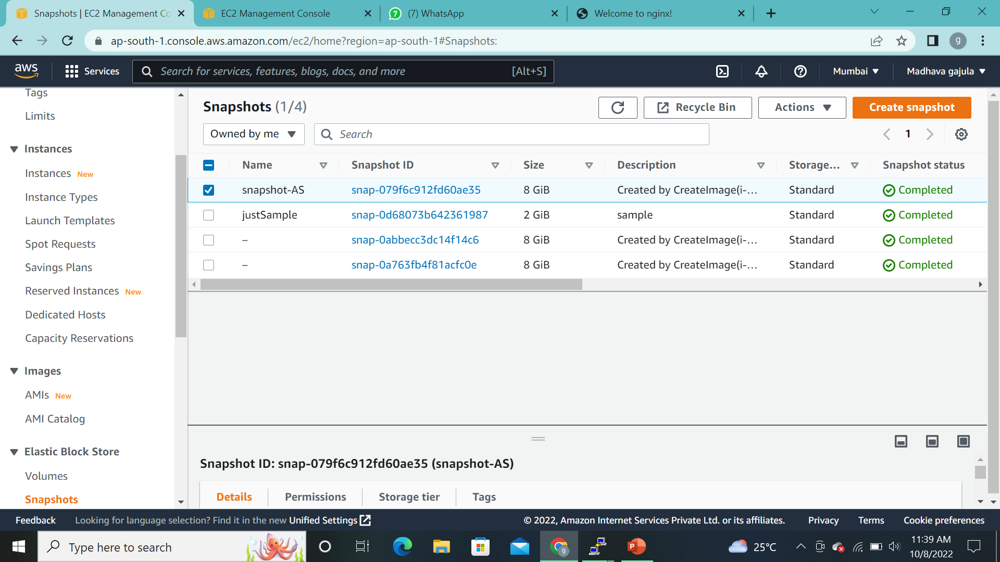 Snapshots | EC2 Management Co
EC2 Management Console
(7) WhatsApp
Welcome to nginx!
ap-south-1.console.aws.amazon.com/ec2/home?region=ap-south-1#Snapshots:
g
aws
Services
Search for services, features, blogs, docs, and more
[Alt+S]
Mumbai
Madhava gajula
Tags
Limits
Instances
Instances New
Instance Types
Launch Templates
Spot Requests
Savings Plans
Reserved Instances New
Dedicated Hosts
Capacity Reservations
Images
AMIs New
AMI Catalog
Elastic Block Store
Volumes
Snapshots
Snapshots (1/4)
Recycle Bin
Actions
Create snapshot
Owned by me
Search
1
Name Snapshot ID Size Description Storage... Snapshot status
snapshot-AS snap-079f6c912fd60ae35 8 GiB Created by CreateImage(i-... Standard Completed
justSample snap-0d68073b642361987 2 GiB sample Standard Completed
– snap-0abbecc3dc14f14c6 8 GiB Created by CreateImage(i-... Standard Completed
– snap-0a763fb4f81acfc0e 8 GiB Created by CreateImage(i-... Standard Completed
Snapshot ID: snap-079f6c912fd60ae35 (snapshot-AS)
Details
Permissions
Storage tier
Tags
Feedback
Looking for language selection? Find it in the new Unified Settings
© 2022, Amazon Internet Services Private Ltd. or its affiliates.
Privacy
Terms
Cookie preferences
Type here to search
25°C
11:39 AM
10/8/2022